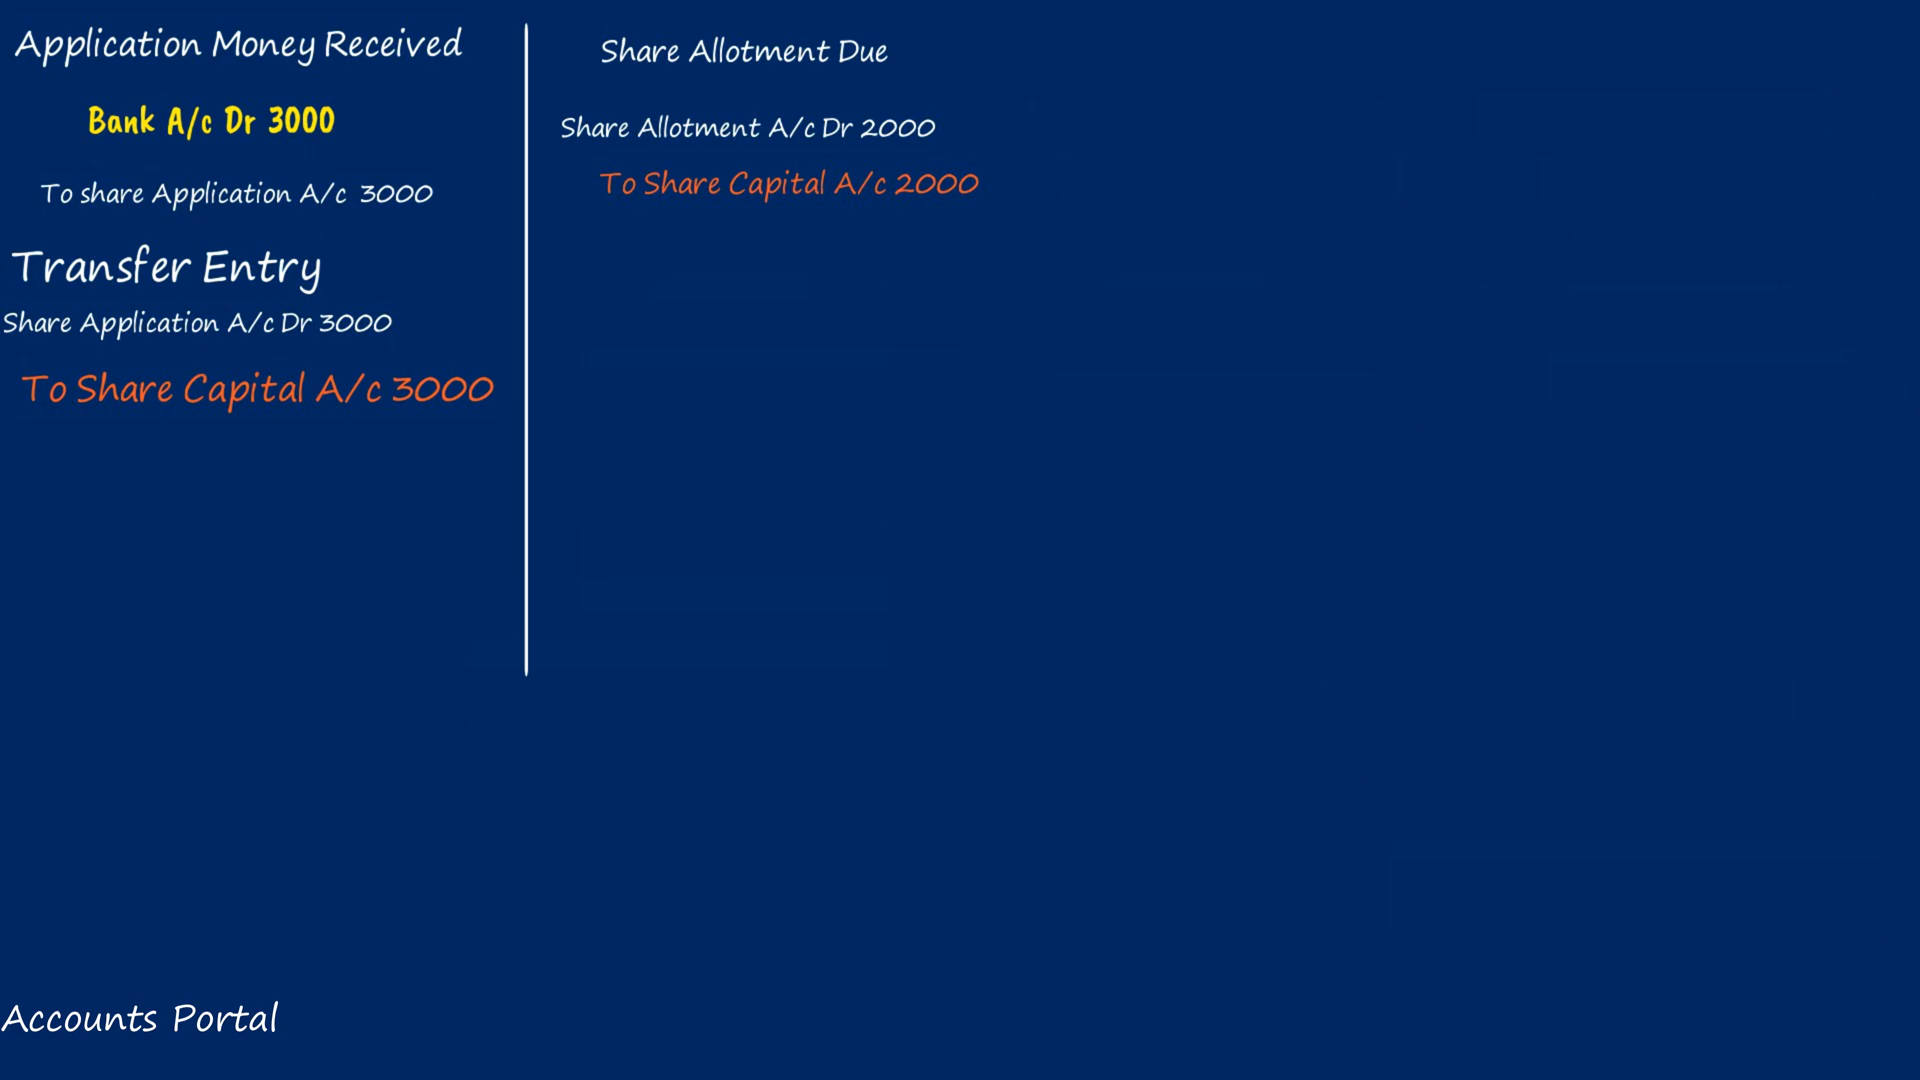 Application Money Received
Bank A/c Dr 3000
To share Application A/c 3000
Transfer Entry
Share Application A/c Dr 3000
To Share Capital A/c 3000
Share Allotment Due
Share Allotment A/c Dr 2000
To Share Capital A/c 2000
Accounts Portal